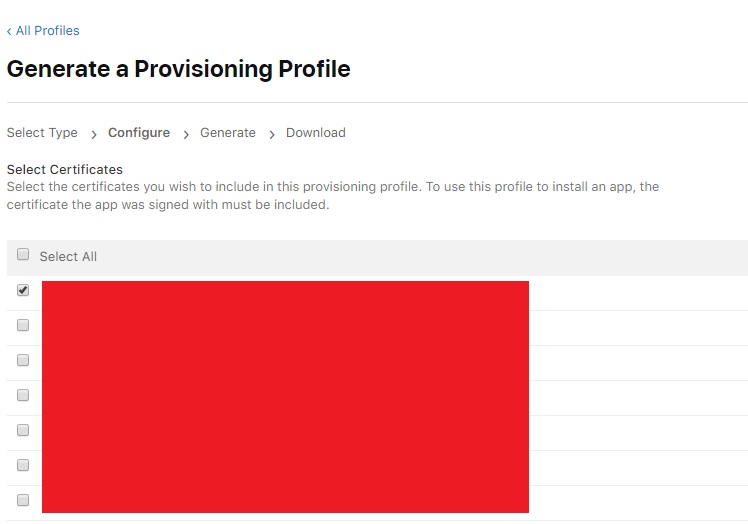 ‹ All Profiles
Generate a Provisioning Profile
Select Type › Configure › Generate › Download
Select Certificates
Select the certificates you wish to include in this provisioning profile. To use this profile to install an app, the
certificate the app was signed with must be included.
Select All